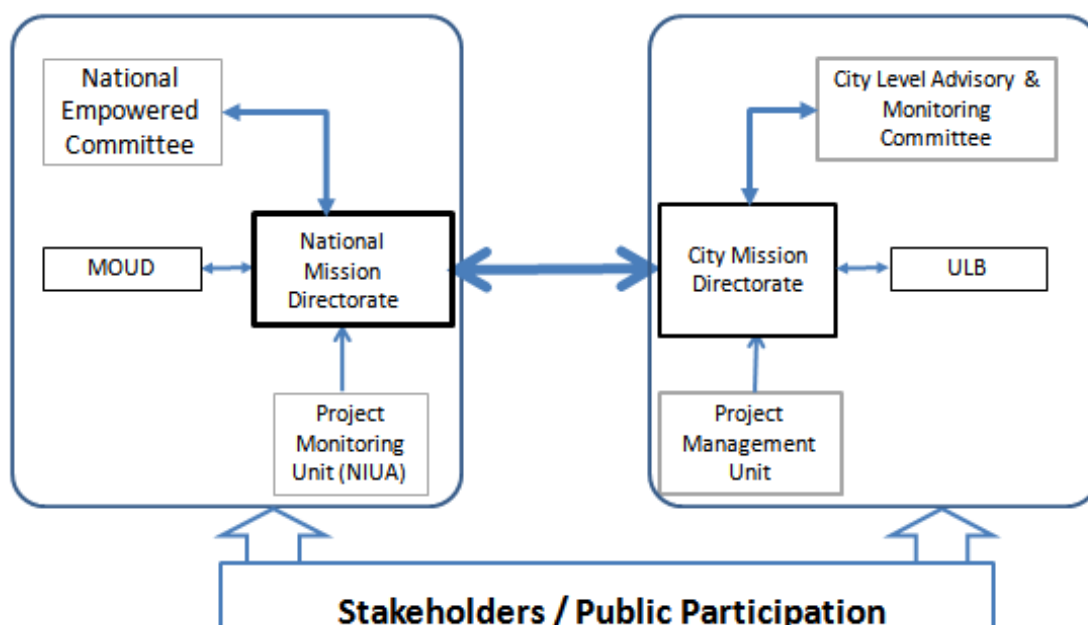 National
Empowered
Committee
MOUD
National
Mission
Directorate
Project
Monitoring
Unit (NIUA)
City Level Advisory &
Monitoring
Committee
City Mission
Directorate
ULB
Project
Management
Unit
Stakeholders / Public Participation